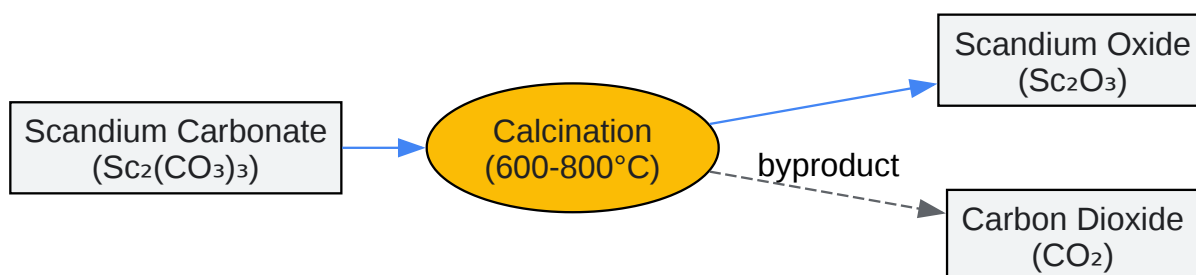 Scandium Carbonate
(Sc₂(CO₃)₃)
Calcination
(600-800°C)
Scandium Oxide
(Sc₂O₃)
byproduct
Carbon Dioxide
(CO₂)